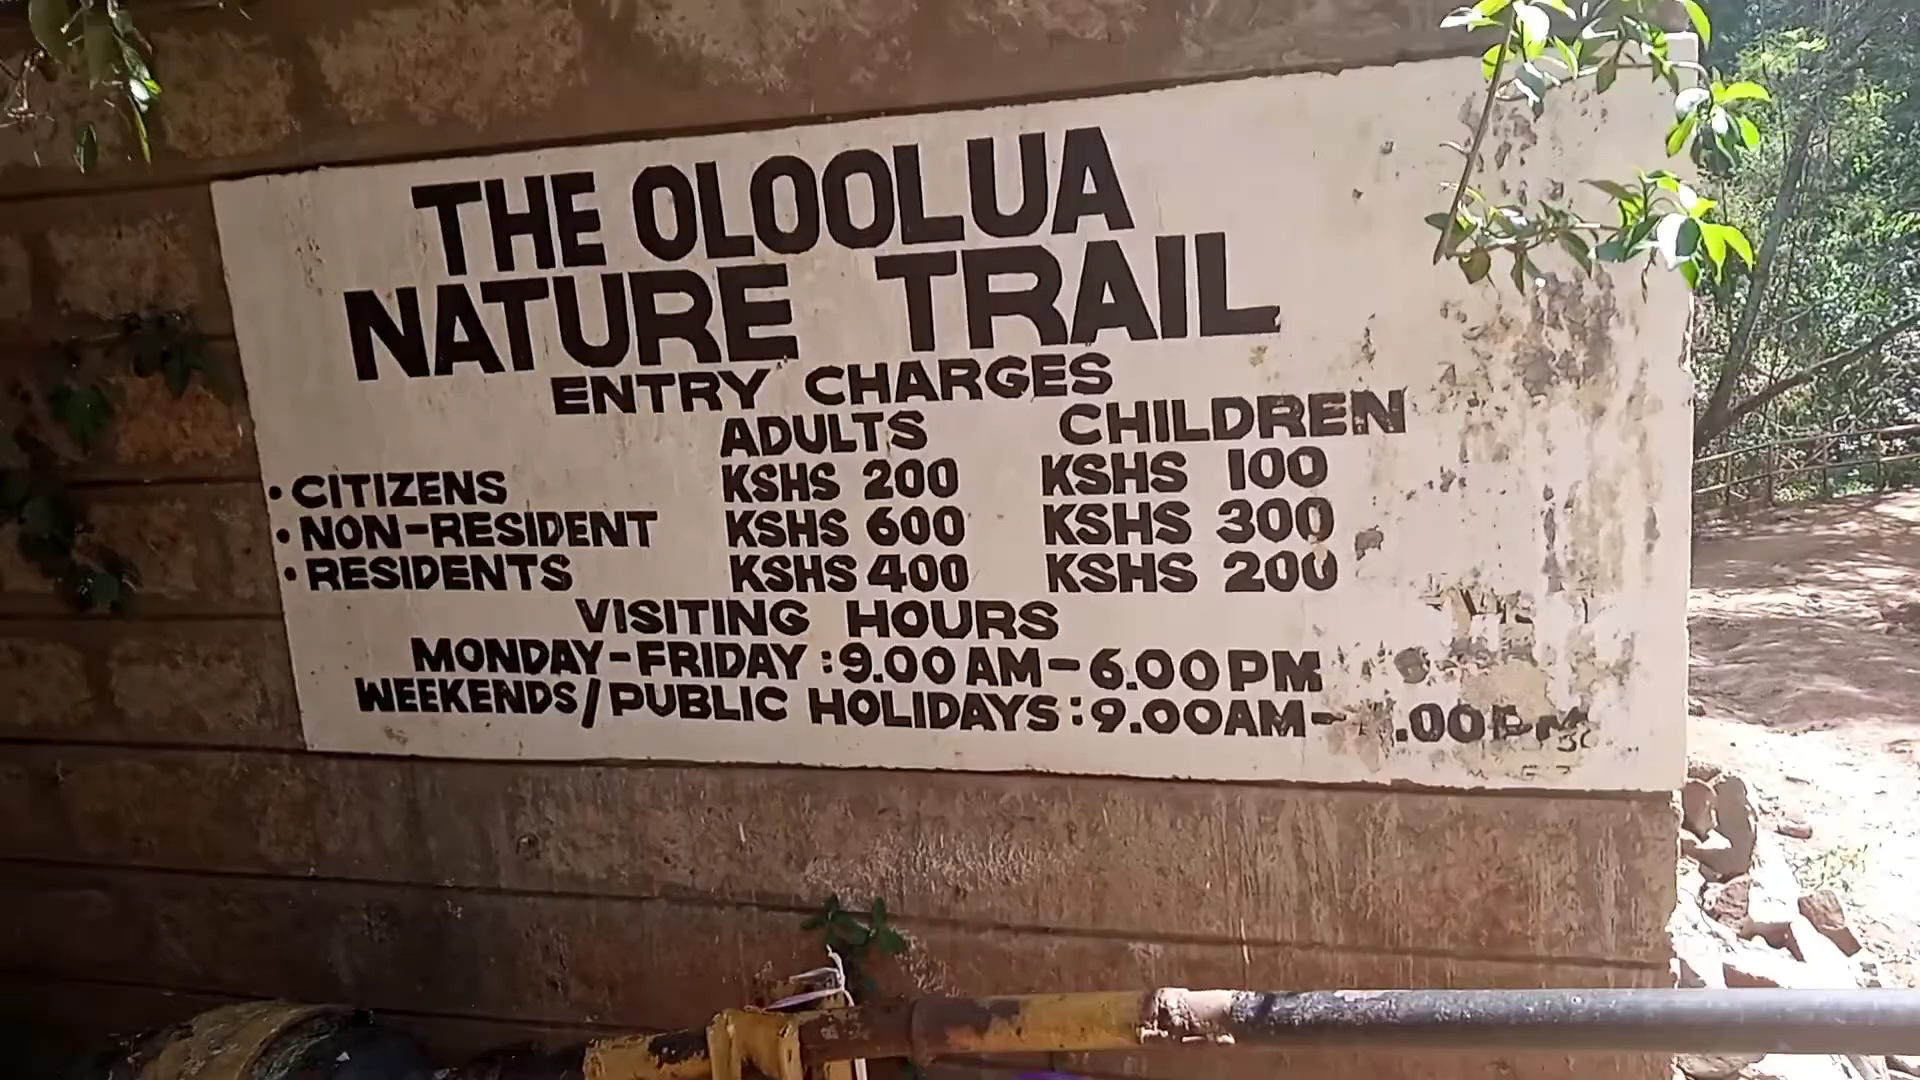 THE OLOOLUA
NATURE TRAIL
ENTRY CHARGES
ADULTS CHILDREN
• CITIZENS KSHS 200 KSHS 100
• NON-RESIDENT KSHS 600 KSHS 300
• RESIDENTS KSHS 400 KSHS 200
VISITING HOURS
MONDAY-FRIDAY :9.00 AM-6.00 PM
WEEKENDS/PUBLIC HOLIDAYS:9.00AM- .00PM